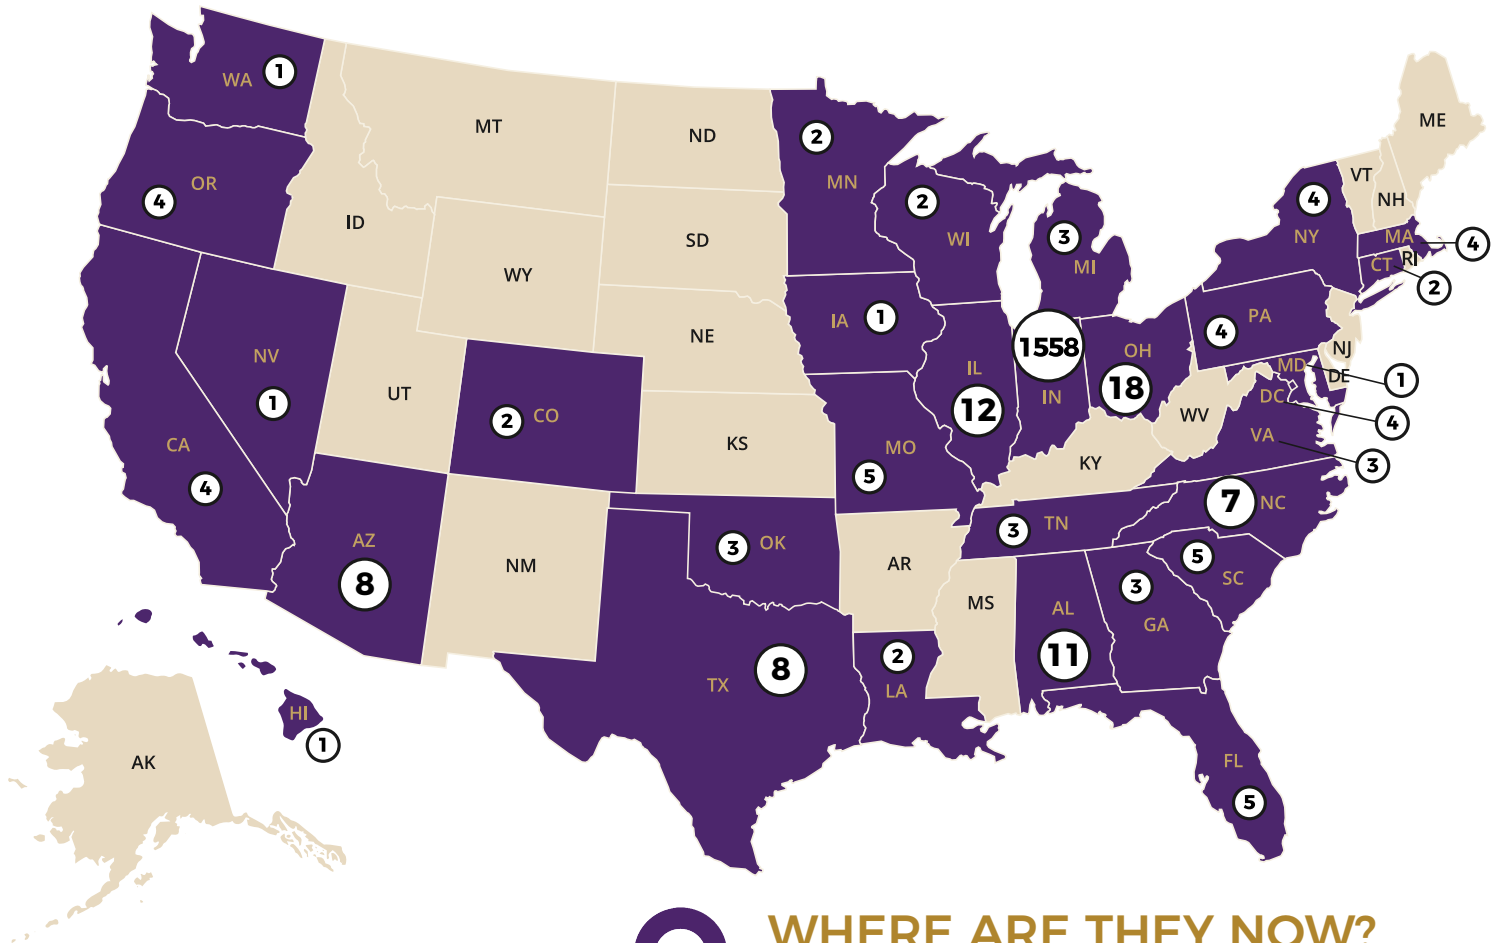 WA 1
MT
ND
2
MN
ME
OR
4
ID
WY
SD
2
WI
3
MI
4
NY
VT
NH
MA 4
CT 2
RI
NV
1
UT
2 CO
NE
IA 1
IL
12
1558
IN
OH
18
4 PA
NJ
MD 1
DE
DC 4
WV
VA 3
CA
4
KS
MO
5
KY
7 NC
AZ
8
NM
3 OK
AR
3 TN
5
SC
MS
AL
11
3
GA
TX 8
2
LA
FL
5
HI
1
AK
WHERE ARE THEY NOW?